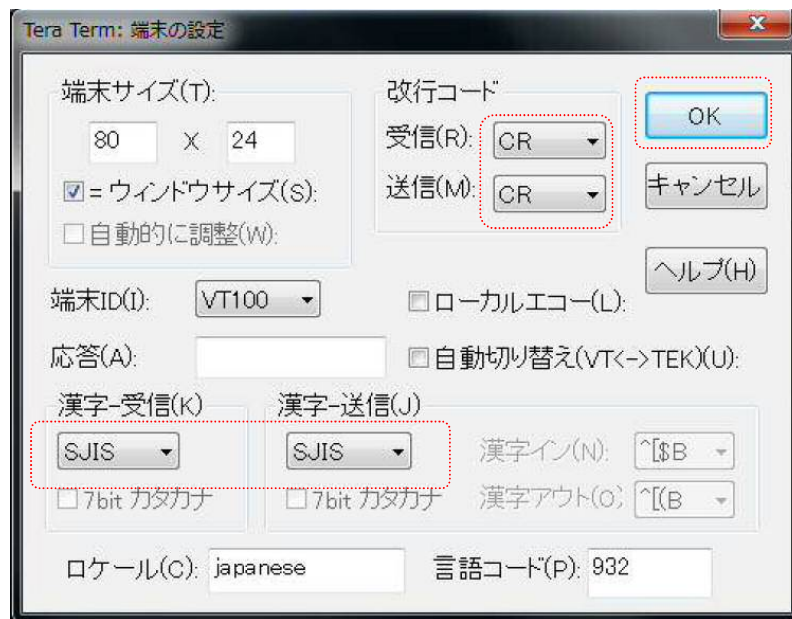 Tera Term: 端末の設定
端末サイズ(T):
80 X 24
= ウィンドウサイズ(S):
自動的に調整(W):
改行コード
受信(R): CR
送信(M): CR
OK
キャンセル
ヘルプ(H)
端末ID(I): VT100
ローカルエコー(L):
応答(A):
自動切り替え(VT<->TEK)(U):
漢字-受信(K)
SJIS
7bit カタカナ
漢字-送信(J)
SJIS
7bit カタカナ
漢字イン(N): ^[$B
漢字アウト(O) ^[(B
ロケール(C): japanese
言語コード(P): 932